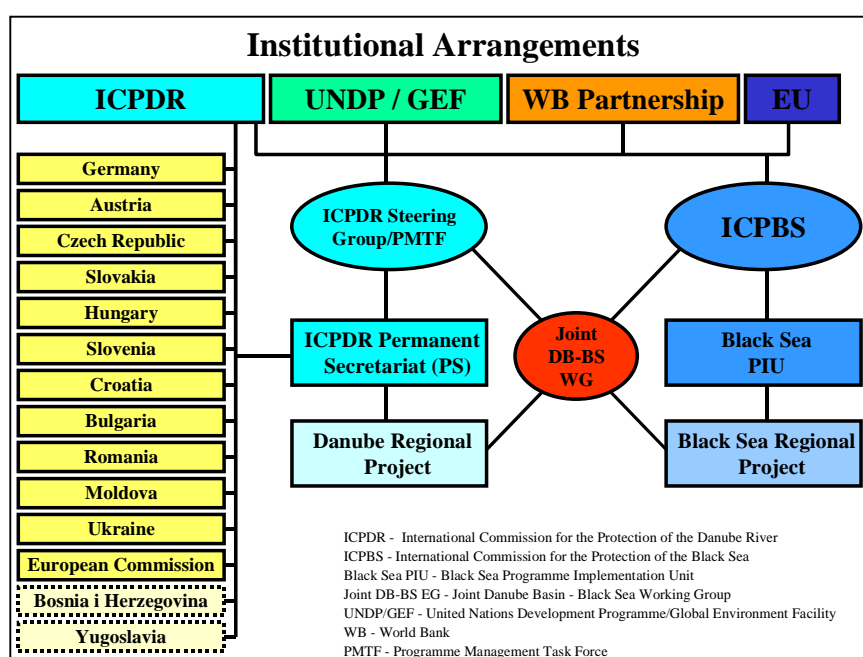 Institutional Arrangements
ICPDR
UNDP / GEF
WB Partnership
EU
Germany
Austria
Czech Republic
Slovakia
Hungary
Slovenia
Croatia
Bulgaria
Romania
Moldova
Ukraine
European Commission
Bosnia i Herzegovina
Yugoslavia
ICPDR Steering
Group/PMTF
ICPBS
ICPDR Permanent
Secretariat (PS)
Joint
DB-BS
WG
Black Sea
PIU
Danube Regional
Project
Black Sea Regional
Project
ICPDR - International Commission for the Protection of the Danube River
ICPBS - International Commission for the Protection of the Black Sea
Black Sea PIU - Black Sea Programme Implementation Unit
Joint DB-BS EG - Joint Danube Basin - Black Sea Working Group
UNDP/GEF - United Nations Development Programme/Global Environment Facility
WB - World Bank
PMTF - Programme Management Task Force